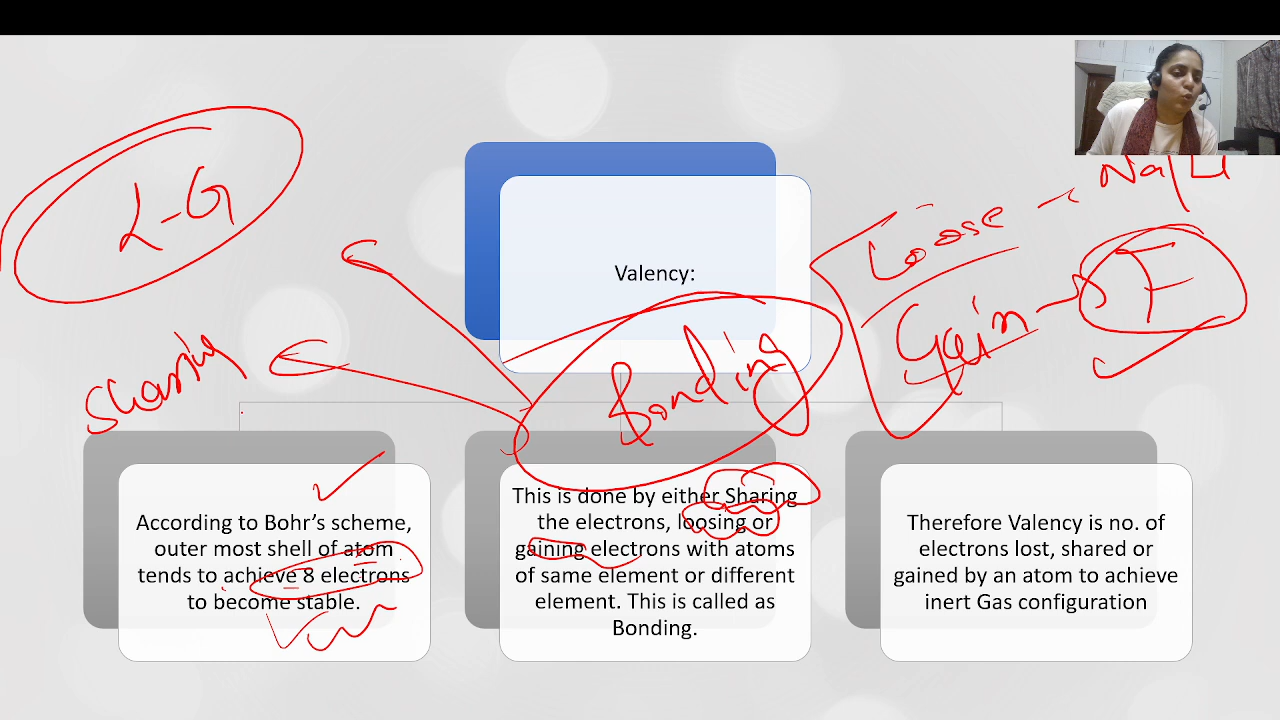 L-G
Valency:
Loose - Na/Li
Gain - F
Bonding
Sharing
According to Bohr's scheme,
outer most shell of atom
tends to achieve 8 electrons
to become stable.
This is done by either Sharing
the electrons, loosing or
gaining electrons with atoms
of same element or different
element. This is called as
Bonding.
Therefore Valency is no. of
electrons lost, shared or
gained by an atom to achieve
inert Gas configuration